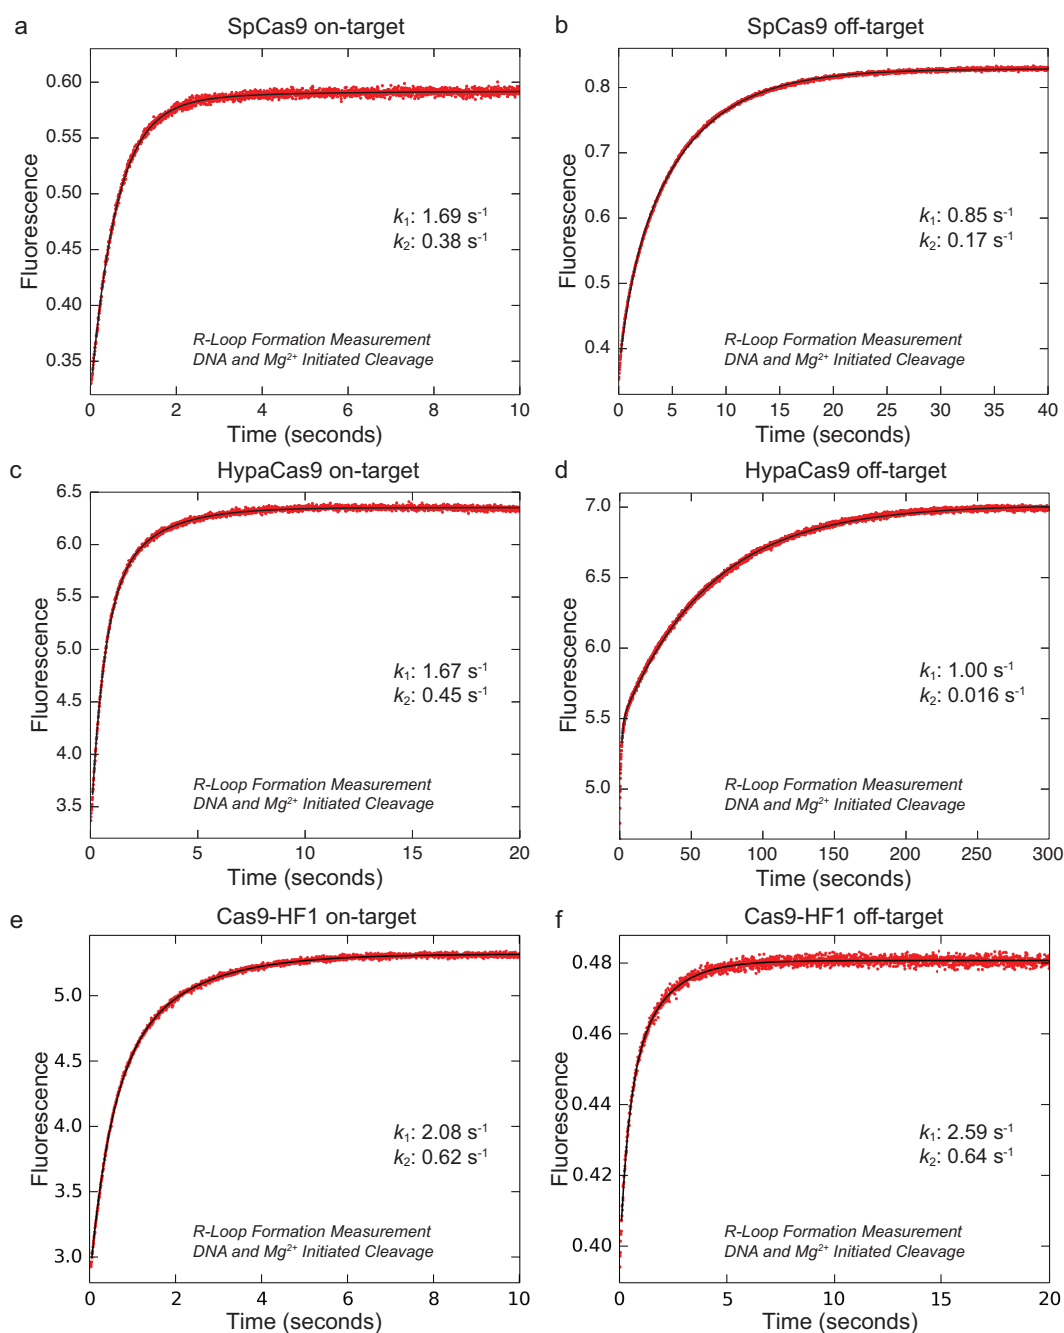 a
SpCas9 on-target
0.60
0.55
0.50
0.45
0.40
0.35
Fluorescence
k₁: 1.69 s⁻¹
k₂: 0.38 s⁻¹
R-Loop Formation Measurement
DNA and Mg²⁺ Initiated Cleavage
0 2 4 6 8 10
Time (seconds)
b
SpCas9 off-target
0.8
0.7
0.6
0.5
0.4
Fluorescence
k₁: 0.85 s⁻¹
k₂: 0.17 s⁻¹
R-Loop Formation Measurement
DNA and Mg²⁺ Initiated Cleavage
0 5 10 15 20 25 30 35 40
Time (seconds)
c
HypaCas9 on-target
6.5
6.0
5.5
5.0
4.5
4.0
3.5
Fluorescence
k₁: 1.67 s⁻¹
k₂: 0.45 s⁻¹
R-Loop Formation Measurement
DNA and Mg²⁺ Initiated Cleavage
0 5 10 15 20
Time (seconds)
d
HypaCas9 off-target
7.0
6.5
6.0
5.5
5.0
Fluorescence
k₁: 1.00 s⁻¹
k₂: 0.016 s⁻¹
R-Loop Formation Measurement
DNA and Mg²⁺ Initiated Cleavage
0 50 100 150 200 250 300
Time (seconds)
e
Cas9-HF1 on-target
5.0
4.5
4.0
3.5
3.0
Fluorescence
k₁: 2.08 s⁻¹
k₂: 0.62 s⁻¹
R-Loop Formation Measurement
DNA and Mg²⁺ Initiated Cleavage
0 2 4 6 8 10
Time (seconds)
f
Cas9-HF1 off-target
0.48
0.46
0.44
0.42
0.40
Fluorescence
k₁: 2.59 s⁻¹
k₂: 0.64 s⁻¹
R-Loop Formation Measurement
DNA and Mg²⁺ Initiated Cleavage
0 5 10 15 20
Time (seconds)